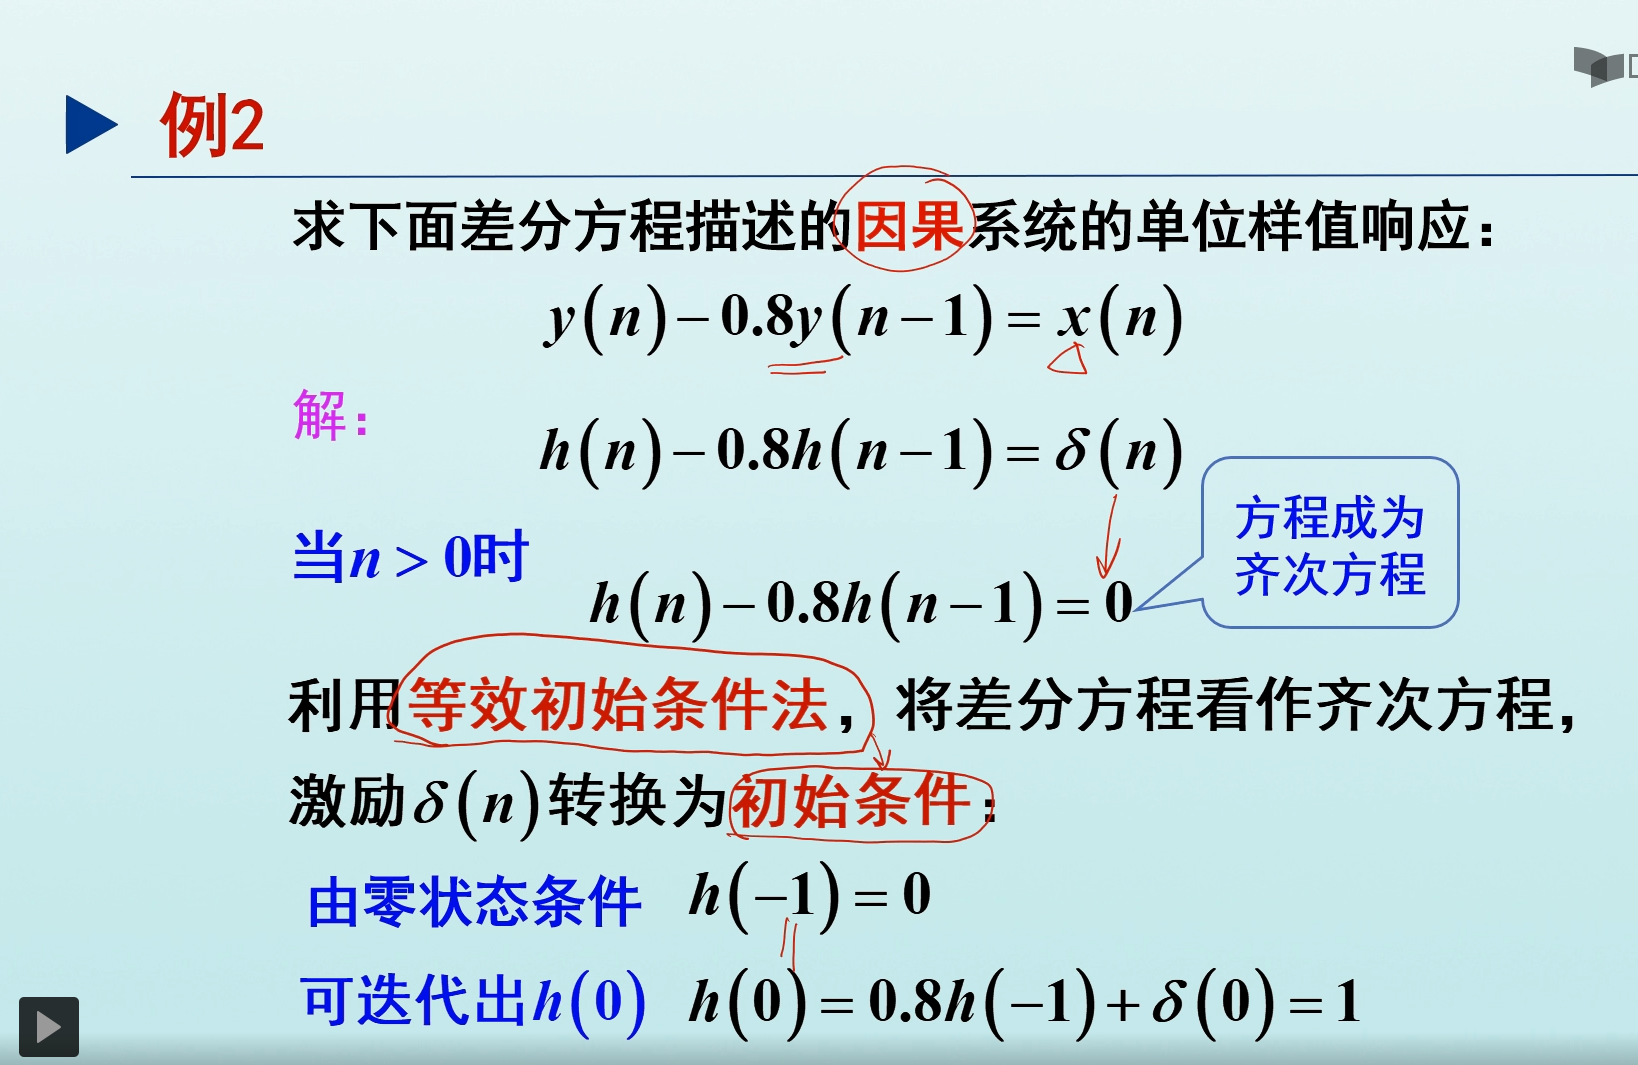 例2
求下面差分方程描述的因果系统的单位样值响应：
y(n)−0.8y(n−1)=x(n)
解：
h(n)−0.8h(n−1)=δ(n)
方程成为
齐次方程
当n>0时
h(n)−0.8h(n−1)=0
利用等效初始条件法，将差分方程看作齐次方程，
激励δ(n)转换为初始条件：
由零状态条件 h(−1)=0
可迭代出h(0) h(0)=0.8h(−1)+δ(0)=1